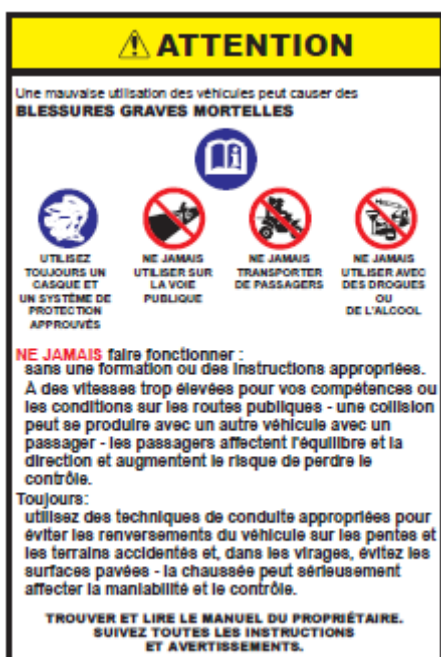 ATTENTION
Une mauvaise utilisation des véhicules peut causer des
BLESSURES GRAVES MORTELLES
UTILISEZ
TOUJOURS UN
CASQUE ET
UN SYSTÈME DE
PROTECTION
APPROUVÉS
NE JAMAIS
UTILISER SUR
LA VOIE
PUBLIQUE
NE JAMAIS
TRANSPORTER
DE PASSAGERS
NE JAMAIS
UTILISER AVEC
DES DROGUES
OU
DE L'ALCOOL
NE JAMAIS faire fonctionner :
sans une formation ou des instructions appropriées.
A des vitesses trop élevées pour vos compétences ou
les conditions sur les routes publiques - une collision
peut se produire avec un autre véhicule avec un
passager - les passagers affectent l'équilibre et la
direction et augmentent le risque de perdre le
contrôle.
Toujours:
utilisez des techniques de conduite appropriées pour
éviter les renversements du véhicule sur les pentes et
les terrains accidentés et, dans les virages, évitez les
surfaces pavées - la chaussée peut sérieusement
affecter la maniabilité et le contrôle.
TROUVER ET LIRE LE MANUEL DU PROPRIÉTAIRE.
SUIVEZ TOUTES LES INSTRUCTIONS
ET AVERTISSEMENTS.